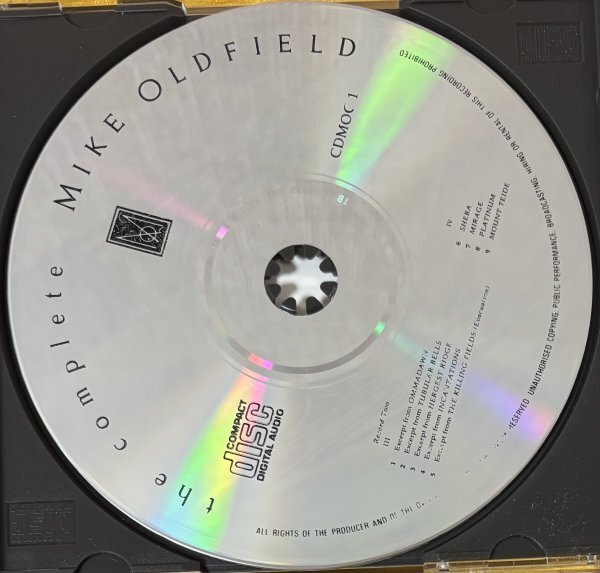 the complete MIKE OLDFIELD
CDMOC 1
COMPACT
disc
DIGITAL AUDIO
Record Two
III
1 Excerpt from OMMADAWN
2 Excerpt from TUBULAR BELLS
3 Excerpt from HERGEST RIDGE
4 Excerpt from INCANTATIONS
5 Excerpt from THE KILLING FIELDS (Evacuation)
IV
6 SHEBA
7 MIRAGE
8 PLATINUM
9 MOUNT TEIDE
ALL RIGHTS OF THE PRODUCER AND OF THE
RESERVED. UNAUTHORISED COPYING, PUBLIC PERFORMANCE, BROADCASTING, HIRING OR RENTAL OF THIS RECORDING PROHIBITED